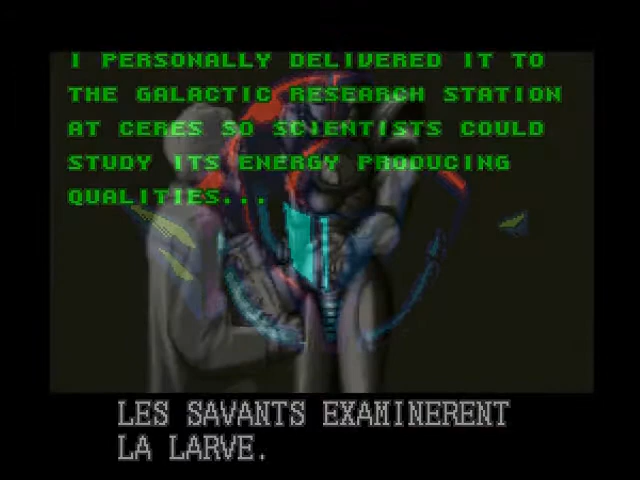 I PERSONALLY DELIVERED IT TO
THE GALACTIC RESEARCH STATION
AT CERES SO SCIENTISTS COULD
STUDY ITS ENERGY PRODUCING
QUALITIES...
LES SAVANTS EXAMINERENT
LA LARVE.